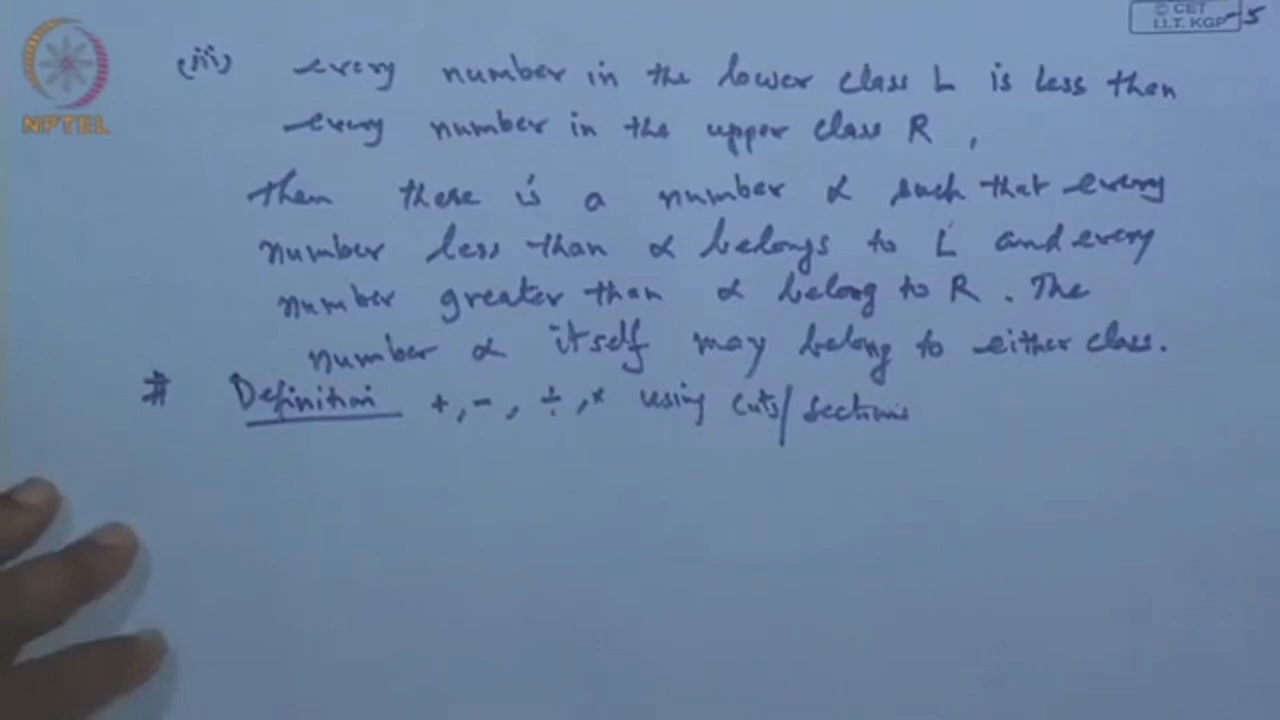 © CET
I.I.T. KGP -5
NPTEL
(iii) every number in the lower class L is less than
every number in the upper class R,
then there is a number α such that every
number less than α belongs to L and every
number greater than α belong to R. The
number α itself may belong to either class.
# Definition +, -, ÷, × using cuts/sections